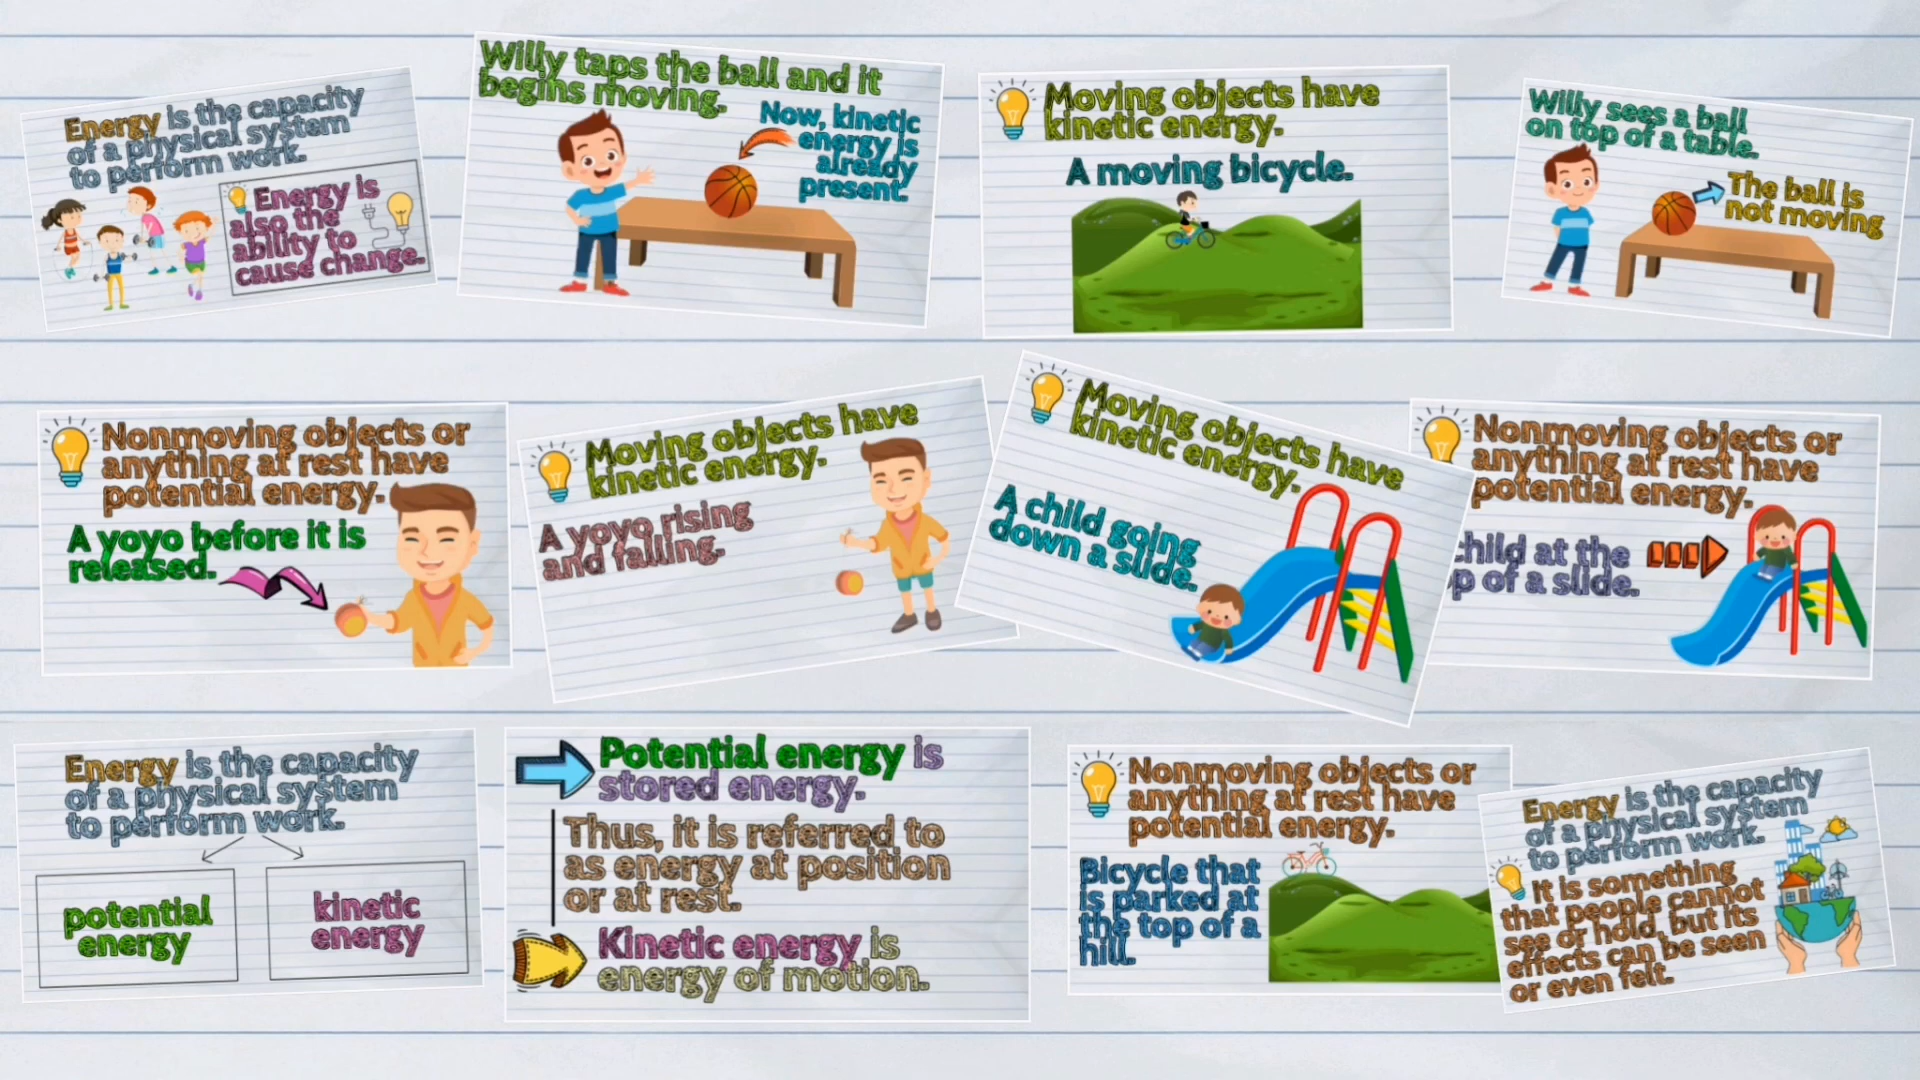 Energy is the capacity
of a physical system
to perform work.
Energy is
also the
ability to
cause change.
Willy taps the ball and it
begins moving.
Now, kinetic
energy is
already
present.
Moving objects have
kinetic energy.
A moving bicycle.
Willy sees a ball
on top of a table.
The ball is
not moving
Nonmoving objects or
anything at rest have
potential energy.
A yoyo before it is
released.
Moving objects have
kinetic energy.
A yoyo rising
and falling.
Moving objects have
kinetic energy.
A child going
down a slide.
Nonmoving objects or
anything at rest have
potential energy.
child at the
p of a slide.
Energy is the capacity
of a physical system
to perform work.
potential
energy
kinetic
energy
Potential energy is
stored energy.
Thus, it is referred to
as energy at position
or at rest.
Kinetic energy is
energy of motion.
Nonmoving objects or
anything at rest have
potential energy.
Bicycle that
is parked at
the top of a
hill.
Energy is the capacity
of a physical system
to perform work.
It is something
that people cannot
see or hold, but its
effects can be seen
or even felt.